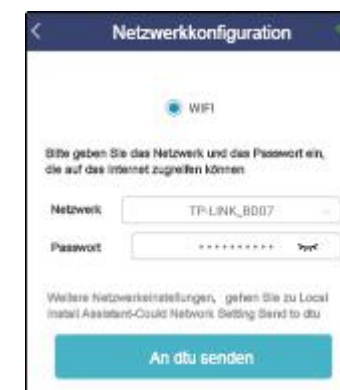 Netzwerkkonfiguration
WIFI
Bitte geben Sie das Netzwerk und das Passwort ein,
die auf das Internet zugreifen können
Netzwerk TP-LINK_BD07
Passwort ••••••••••
Weitere Netzwerkeinstellungen, gehen Sie zu Local
Install Assistant-Could Network Setting Send to dtu
An dtu senden